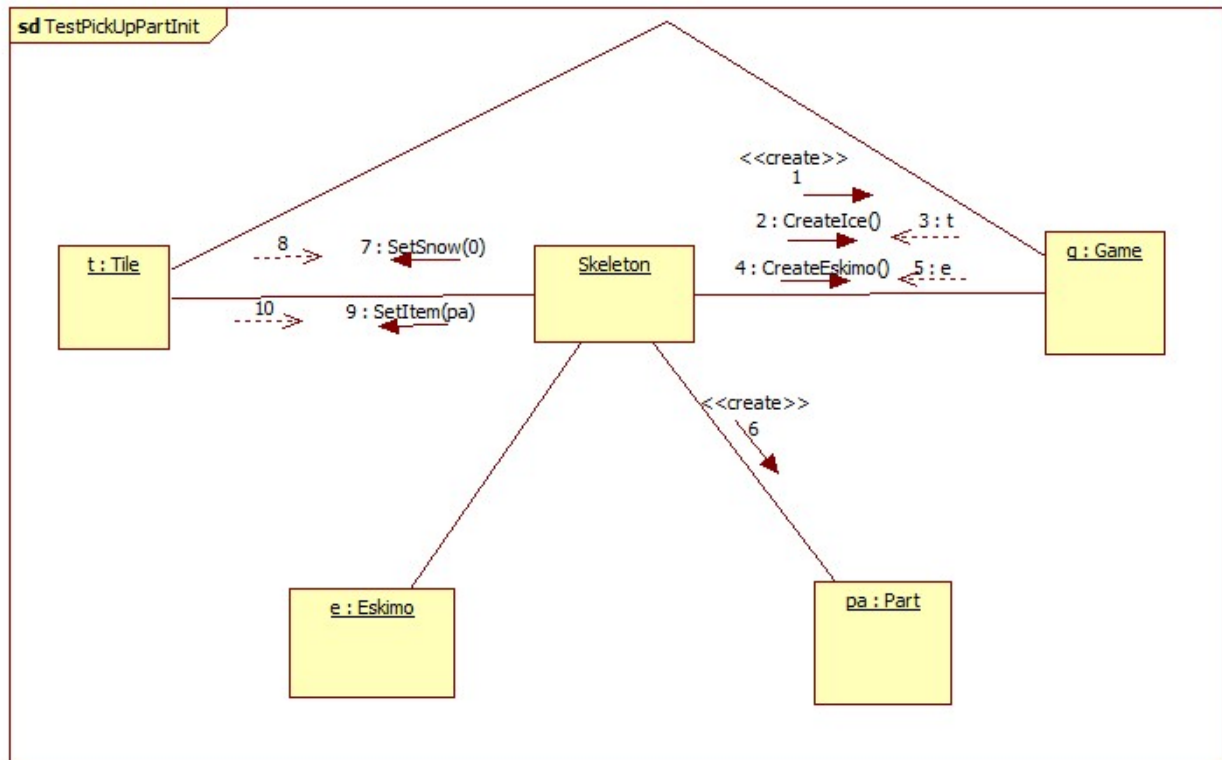 sd TestPickUpPartInit
<<create>>
1
2 : CreateIce()
3 : t
8
7 : SetSnow(0)
t : Tile
Skeleton
g : Game
4 : CreateEskimo()
5 : e
10
9 : SetItem(pa)
<<create>>
6
e : Eskimo
pa : Part